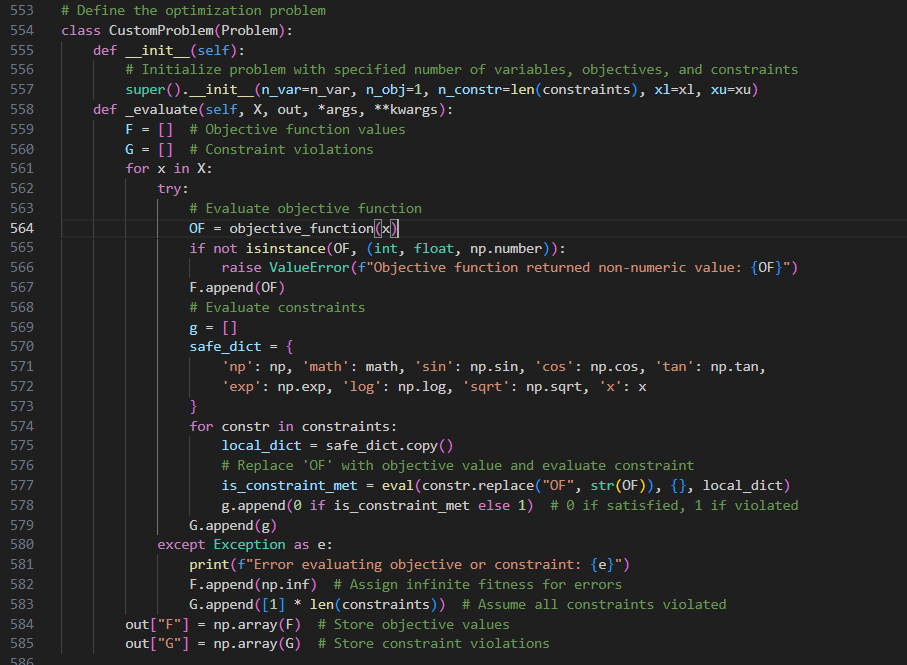 553 # Define the optimization problem
554 class CustomProblem(Problem):
555     def __init__(self):
556         # Initialize problem with specified number of variables, objectives, and constraints
557         super().__init__(n_var=n_var, n_obj=1, n_constr=len(constraints), xl=xl, xu=xu)
558     def _evaluate(self, X, out, *args, **kwargs):
559         F = []  # Objective function values
560         G = []  # Constraint violations
561         for x in X:
562             try:
563                 # Evaluate objective function
564                 OF = objective_function(x)
565                 if not isinstance(OF, (int, float, np.number)):
566                     raise ValueError(f"Objective function returned non-numeric value: {OF}")
567                 F.append(OF)
568                 # Evaluate constraints
569                 g = []
570                 safe_dict = {
571                     'np': np, 'math': math, 'sin': np.sin, 'cos': np.cos, 'tan': np.tan,
572                     'exp': np.exp, 'log': np.log, 'sqrt': np.sqrt, 'x': x
573                 }
574                 for constr in constraints:
575                     local_dict = safe_dict.copy()
576                     # Replace 'OF' with objective value and evaluate constraint
577                     is_constraint_met = eval(constr.replace("OF", str(OF)), {}, local_dict)
578                     g.append(0 if is_constraint_met else 1)  # 0 if satisfied, 1 if violated
579                 G.append(g)
580             except Exception as e:
581                 print(f"Error evaluating objective or constraint: {e}")
582                 F.append(np.inf)  # Assign infinite fitness for errors
583                 G.append([1] * len(constraints))  # Assume all constraints violated
584         out["F"] = np.array(F)  # Store objective values
585         out["G"] = np.array(G)  # Store constraint violations
586